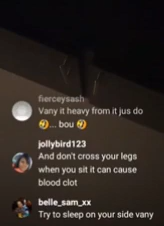 fierceysash
Vany it heavy from it jus do
🤣... bou 🤣
jollybird123
And don't cross your legs
when you sit it can cause
blood clot
belle_sam_xx
Try to sleep on your side vany